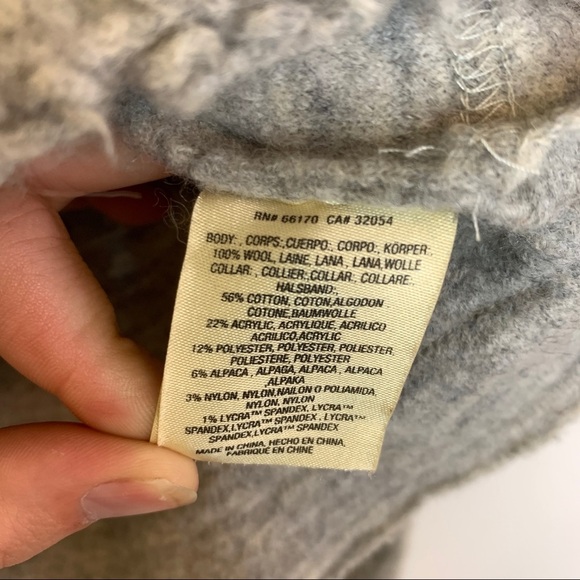 RN# 66170 CA# 32054
BODY:, CORPS:,CUERPO:, CORPO:, KÖRPER:,
100% WOOL, LAINE, LANA , LANA,WOLLE
COLLAR:, COLLIER:,COLLAR:, COLLARE:,
HALSBAND:,
56% COTTON, COTON,ALGODON
COTONE,BAUMWOLLE
22% ACRYLIC, ACRYLIQUE, ACRILICO
ACRILICO,ACRYLIC
12% POLYESTER, POLYESTER, POLIESTER,
POLIESTERE, POLYESTER
6% ALPACA , ALPAGA, ALPACA , ALPACA
ALPAKA
3% NYLON, NYLON,NAILON O POLIAMIDA,
NYLON, NYLON
1% LYCRA™ SPANDEX, LYCRA™
SPANDEX,LYCRA™ SPANDEX , LYCRA™
SPANDEX,LYCRA™ SPANDEX
MADE IN CHINA, HECHO EN CHINA,
FABRIQUE EN CHINE